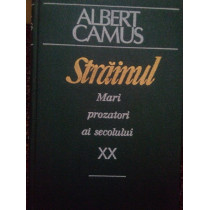 ALBERT
CAMUS
Străinul
Mari
prozatori
ai secolului
XX